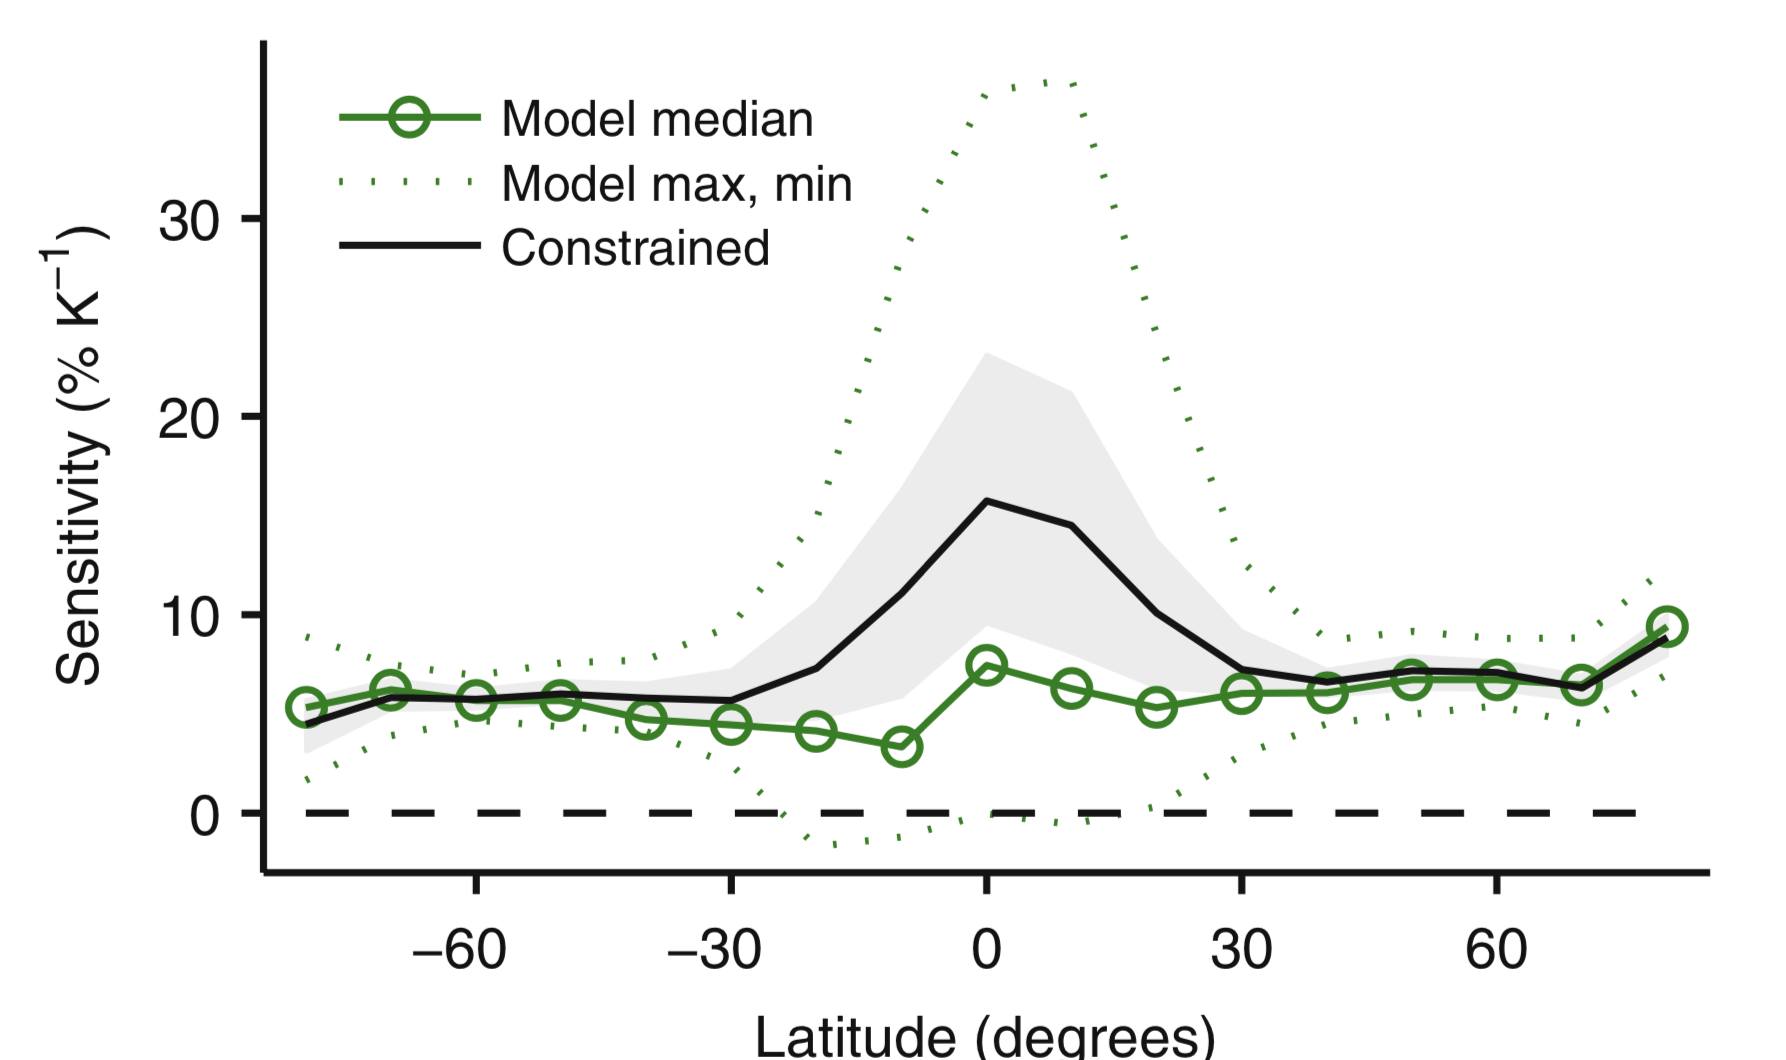 Model median
Model max, min
Constrained
Sensitivity (% K⁻¹)
30
20
10
0
–60 –30 0 30 60
Latitude (degrees)